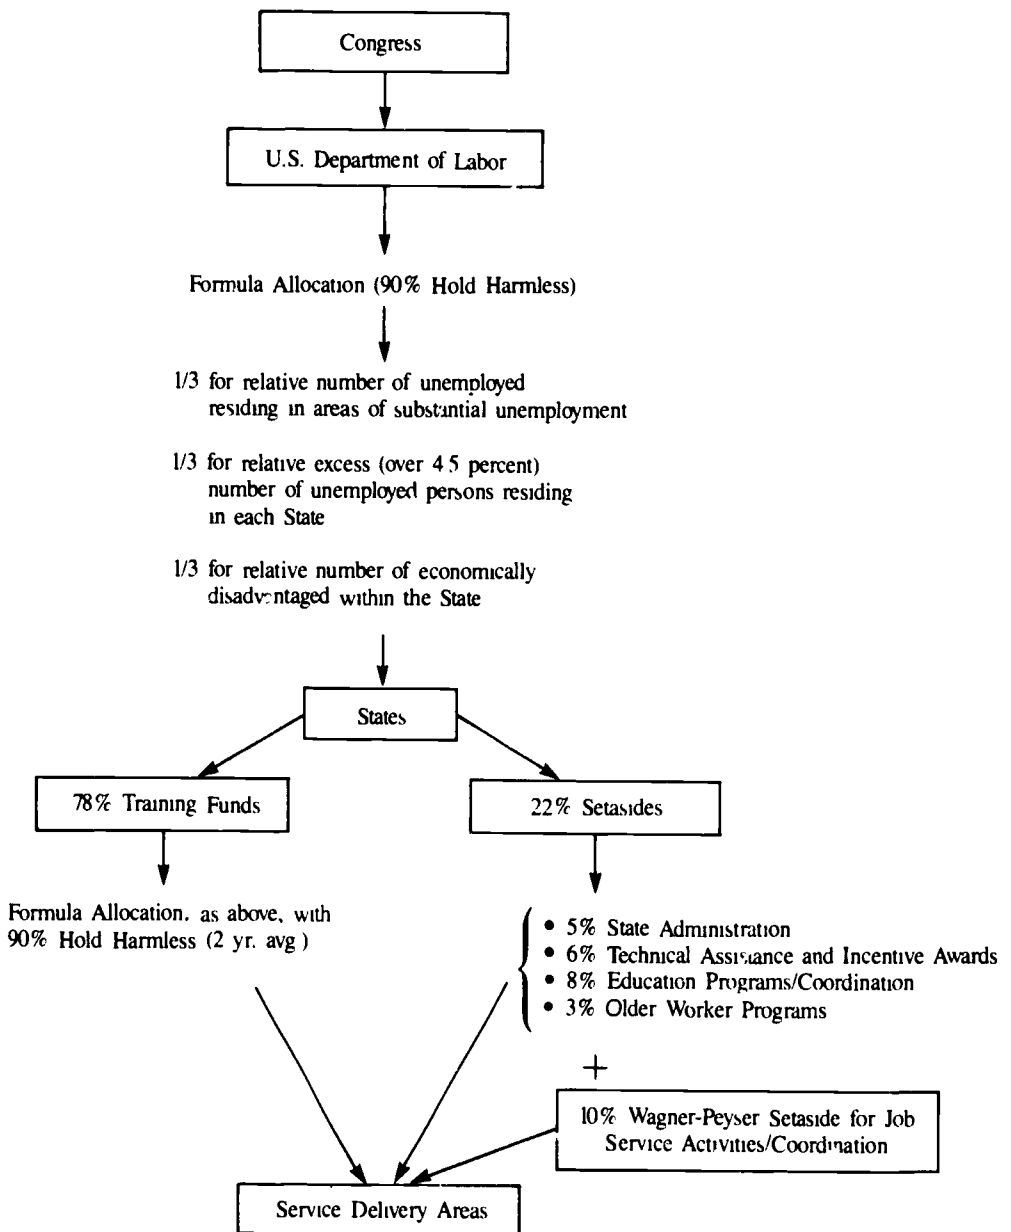 Congress
U.S. Department of Labor
Formula Allocation (90% Hold Harmless)
1/3 for relative number of unemployed
residing in areas of substantial unemployment
1/3 for relative excess (over 4 5 percent)
number of unemployed persons residing
in each State
1/3 for relative number of economically
disadvantaged within the State
States
78% Training Funds
22% Setasides
Formula Allocation. as above, with
90% Hold Harmless (2 yr. avg )
• 5% State Administration
• 6% Technical Assistance and Incentive Awards
• 8% Education Programs/Coordination
• 3% Older Worker Programs
+
10% Wagner-Peyser Setaside for Job
Service Activities/Coordination
Service Delivery Areas